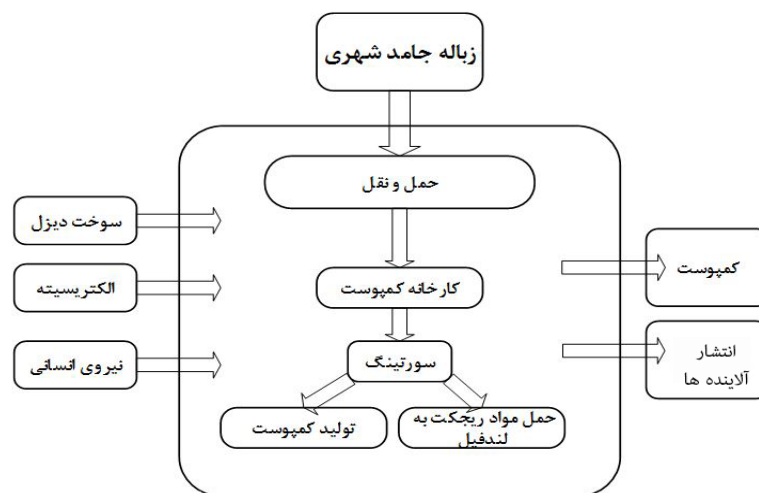 زباله جامد شهری
حمل و نقل
سوخت دیزل
الکتریسیته
نیروی انسانی
کارخانه کمپوست
سورتینگ
حمل مواد ریجکت به
لندفیل
تولید کمپوست
کمپوست
انتشار
آلاینده ها